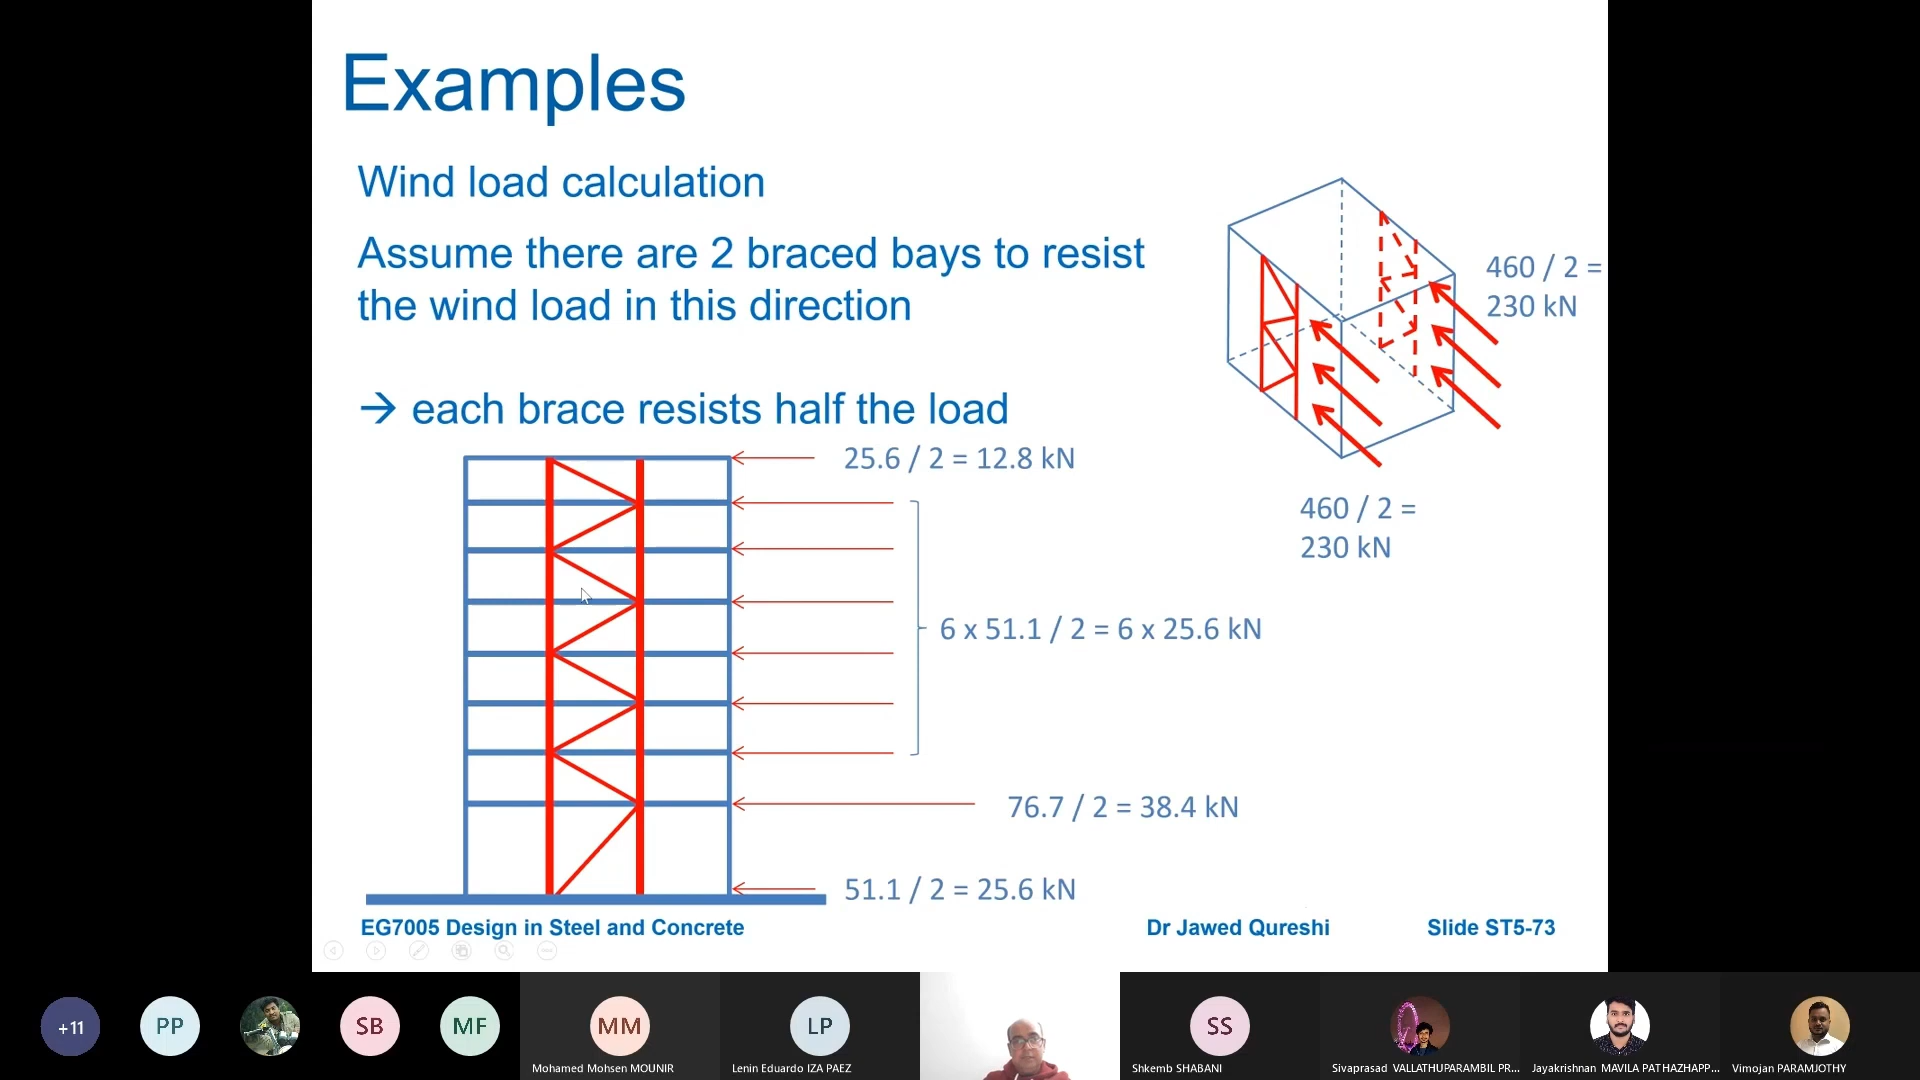 Examples
Wind load calculation
Assume there are 2 braced bays to resist
the wind load in this direction
→ each brace resists half the load
460 / 2 =
230 kN
460 / 2 =
230 kN
25.6 / 2 = 12.8 kN
6 x 51.1 / 2 = 6 x 25.6 kN
76.7 / 2 = 38.4 kN
51.1 / 2 = 25.6 kN
EG7005 Design in Steel and Concrete
Dr Jawed Qureshi
Slide ST5-73
+11
PP
SB
MF
MM
LP
SS
Mohamed Mohsen MOUNIR
Lenin Eduardo IZA PAEZ
Shkemb SHABANI
Sivaprasad VALLATHUPARAMBIL PR...
Jayakrishnan MAVILA PATHAZHAPP...
Vimojan PARAMJOTHY